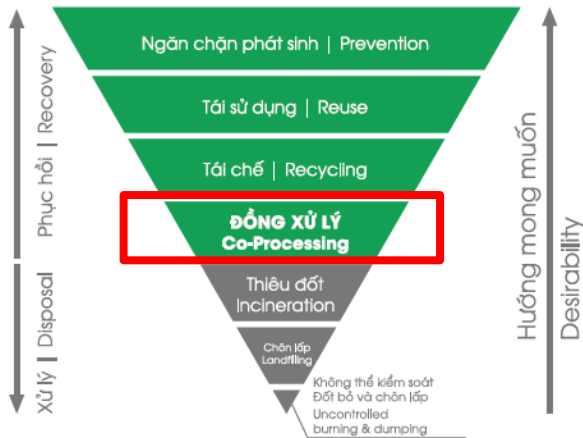 Ngăn chặn phát sinh | Prevention
Tái sử dụng | Reuse
Tái chế | Recycling
ĐỒNG XỬ LÝ
Co-Processing
Thiêu đốt
Incineration
Chôn lấp
Landfilling
Không thể kiểm soát
Đốt bỏ và chôn lấp
Uncontrolled
burning & dumping
Phục hồi | Recovery
Xử lý | Disposal
Hướng mong muốn
Desirability